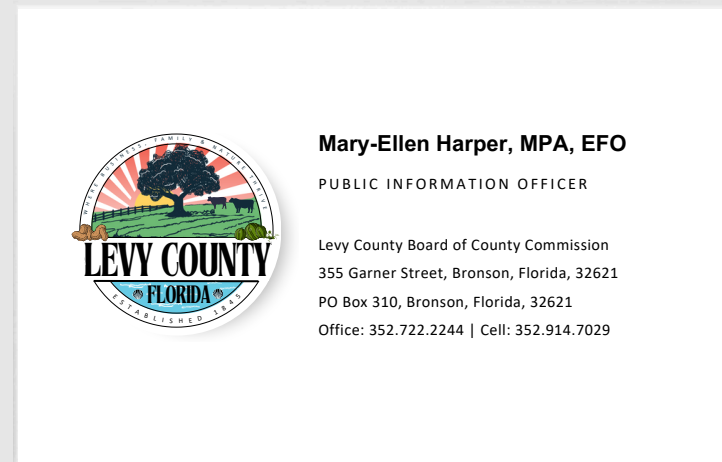 WHERE BUSINESS, FAMILY & NATURE THRIVE
LEVY COUNTY
FLORIDA
ESTABLISHED 1845
Mary-Ellen Harper, MPA, EFO
PUBLIC INFORMATION OFFICER
Levy County Board of County Commission
355 Garner Street, Bronson, Florida, 32621
PO Box 310, Bronson, Florida, 32621
Office: 352.722.2244 | Cell: 352.914.7029